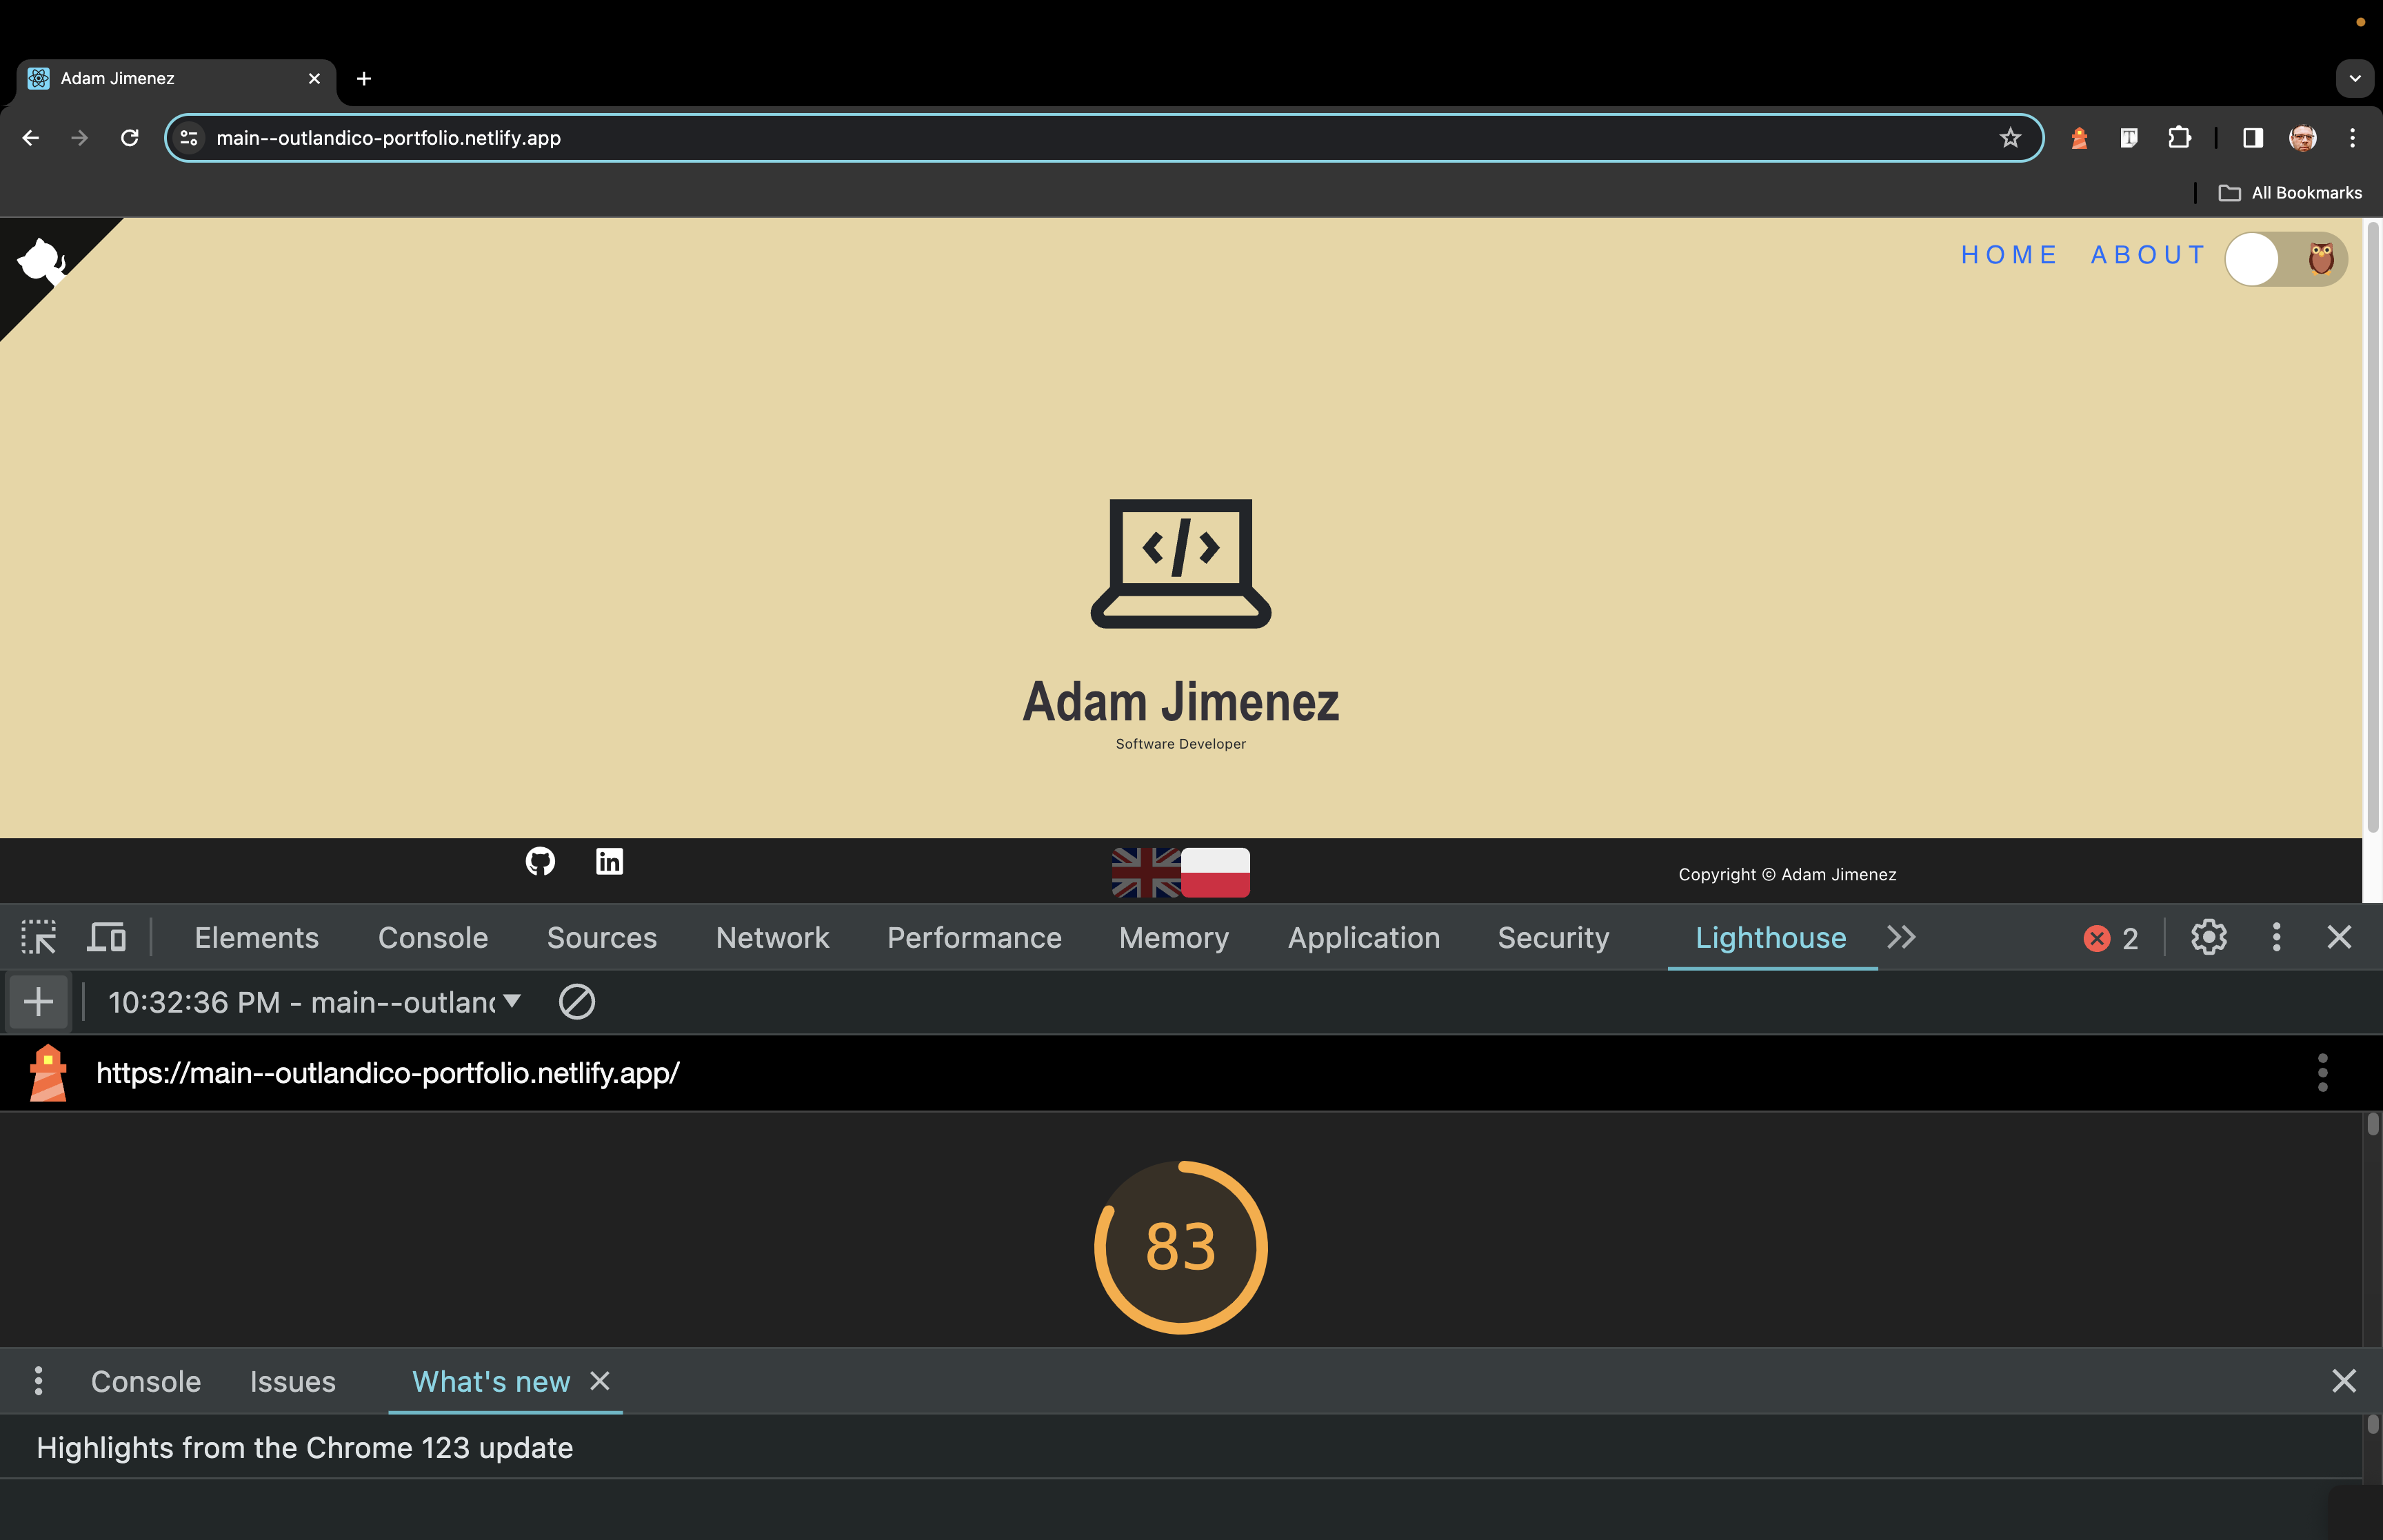 Adam Jimenez
main--outlandico-portfolio.netlify.app
All Bookmarks
HOME ABOUT
</>
Adam Jimenez
Software Developer
in
Copyright © Adam Jimenez
Elements Console Sources Network Performance Memory Application Security Lighthouse 2
10:32:36 PM - main--outlan
https://main--outlandico-portfolio.netlify.app/
83
Console Issues What's new
Highlights from the Chrome 123 update